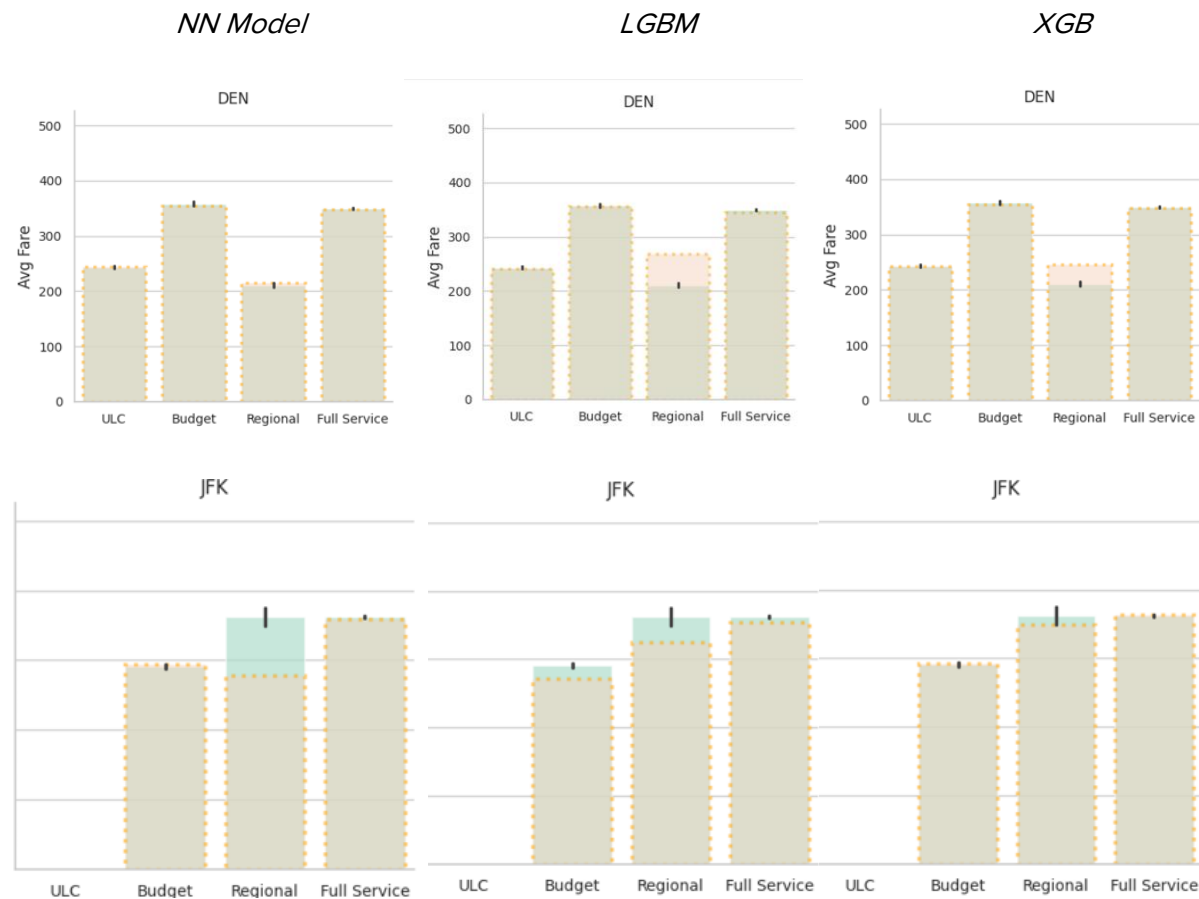 NN Model
LGBM
XGB
DEN
500
400
300
200
100
0
Avg Fare
ULC Budget Regional Full Service
DEN
500
400
300
200
100
0
Avg Fare
ULC Budget Regional Full Service
DEN
500
400
300
200
100
0
Avg Fare
ULC Budget Regional Full Service
JFK
ULC Budget Regional Full Service
JFK
ULC Budget Regional Full Service
JFK
ULC Budget Regional Full Service